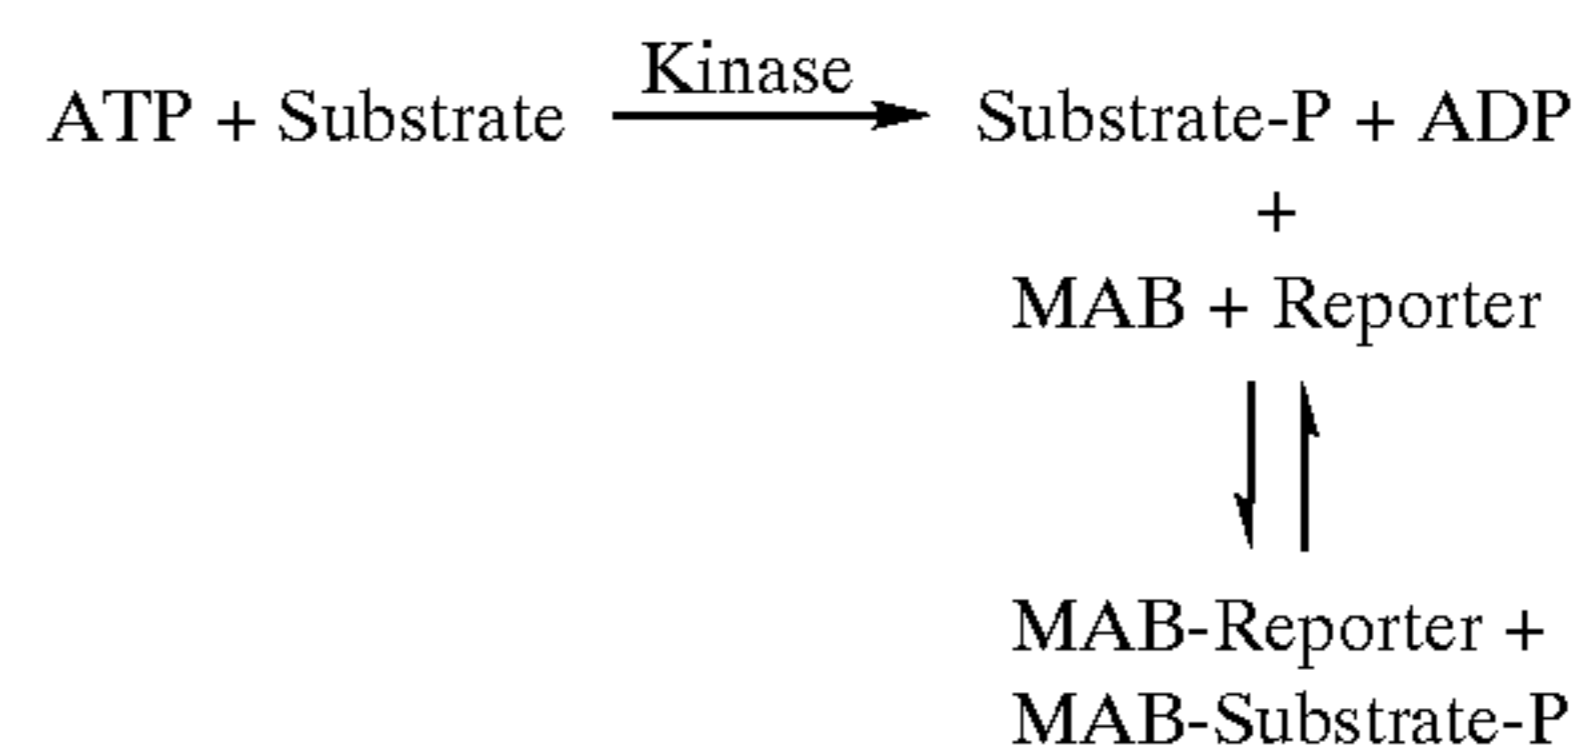 Kinase
ATP + Substrate Substrate-P + ADP
+
MAB + Reporter
MAB-Reporter +
MAB-Substrate-P